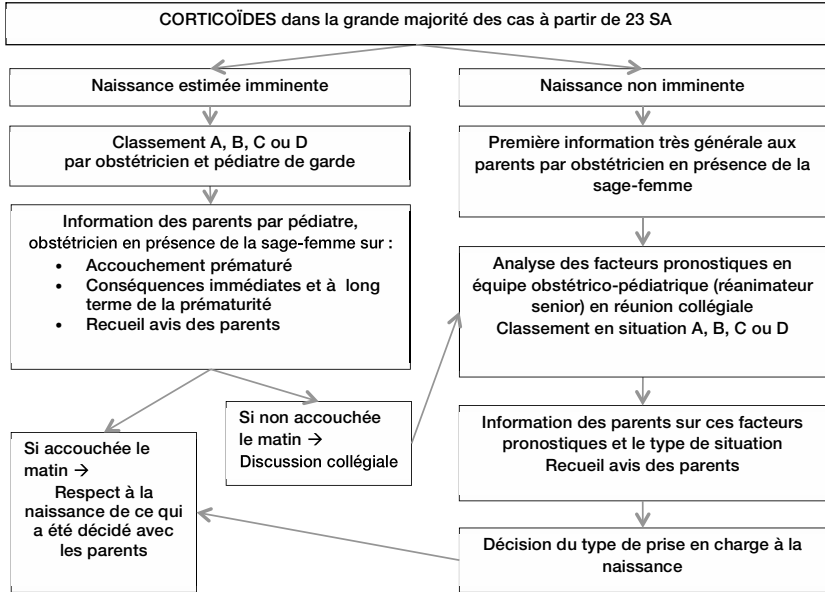 CORTICOÏDES dans la grande majorité des cas à partir de 23 SA
Naissance estimée imminente
Classement A, B, C ou D
par obstétricien et pédiatre de garde
Information des parents par pédiatre,
obstétricien en présence de la sage-femme sur :
• Accouchement prématuré
• Conséquences immédiates et à long
terme de la prématurité
• Recueil avis des parents
Si non accouchée
le matin →
Discussion collégiale
Si accouchée le
matin →
Respect à la
naissance de ce qui
a été décidé avec
les parents
Naissance non imminente
Première information très générale aux
parents par obstétricien en présence de la
sage-femme
Analyse des facteurs pronostiques en
équipe obstétrico-pédiatrique (réanimateur
senior) en réunion collégiale
Classement en situation A, B, C ou D
Information des parents sur ces facteurs
pronostiques et le type de situation
Recueil avis des parents
Décision du type de prise en charge à la
naissance